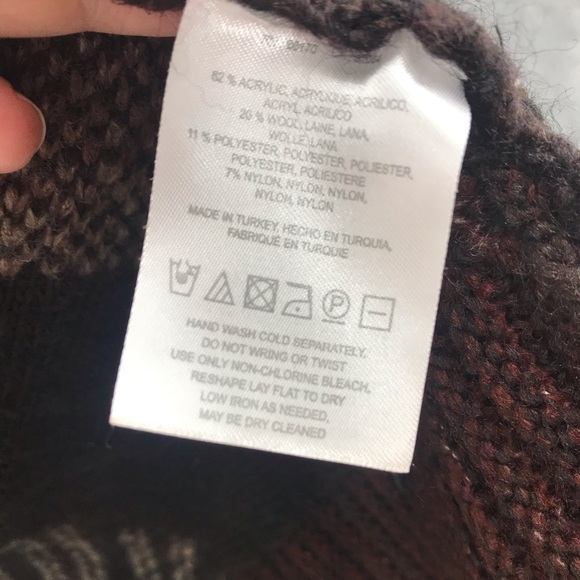 62 % ACRYLIC, ACRYLIQUE, ACRILICO,
ACRYL, ACRILICO
20 % WOOL, LAINE, LANA,
WOLLE, LANA
11 % POLYESTER, POLYESTER, POLIESTER,
POLYESTER, POLIESTERE
7% NYLON, NYLON, NYLON,
NYLON, NYLON
MADE IN TURKEY, HECHO EN TURQUIA,
FABRIQUÉ EN TURQUIE
P
HAND WASH COLD SEPARATELY.
DO NOT WRING OR TWIST
USE ONLY NON-CHLORINE BLEACH,
RESHAPE LAY FLAT TO DRY
LOW IRON AS NEEDED,
MAY BE DRY CLEANED